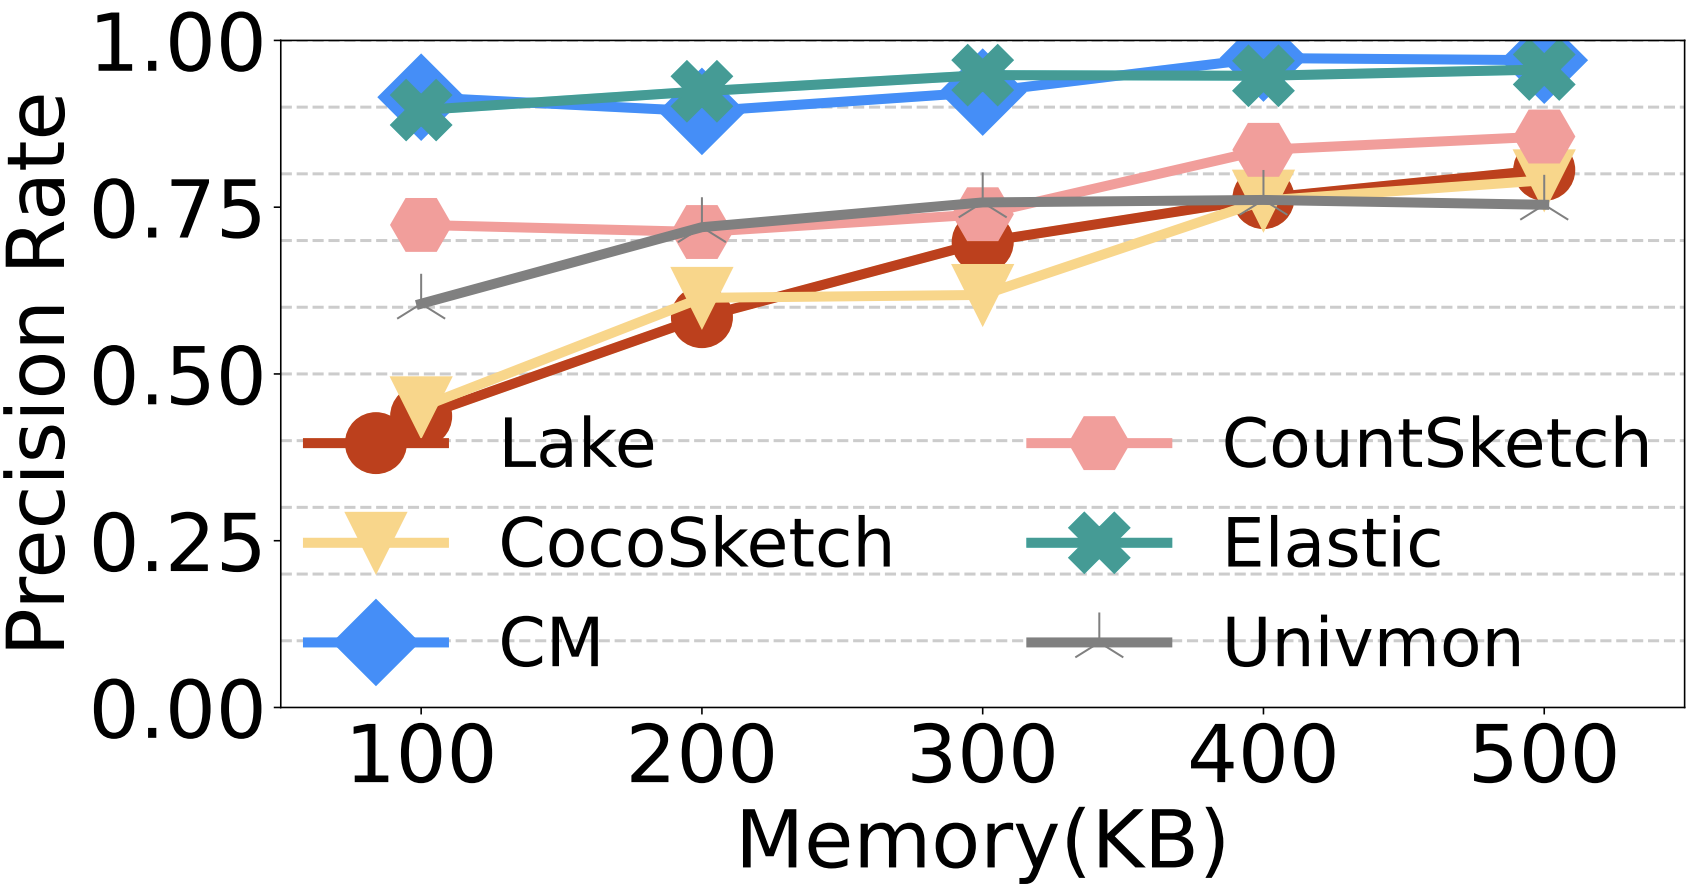 Precision Rate
1.00
0.75
0.50
0.25
0.00
Lake
CocoSketch
CM
CountSketch
Elastic
Univmon
100 200 300 400 500
Memory(KB)